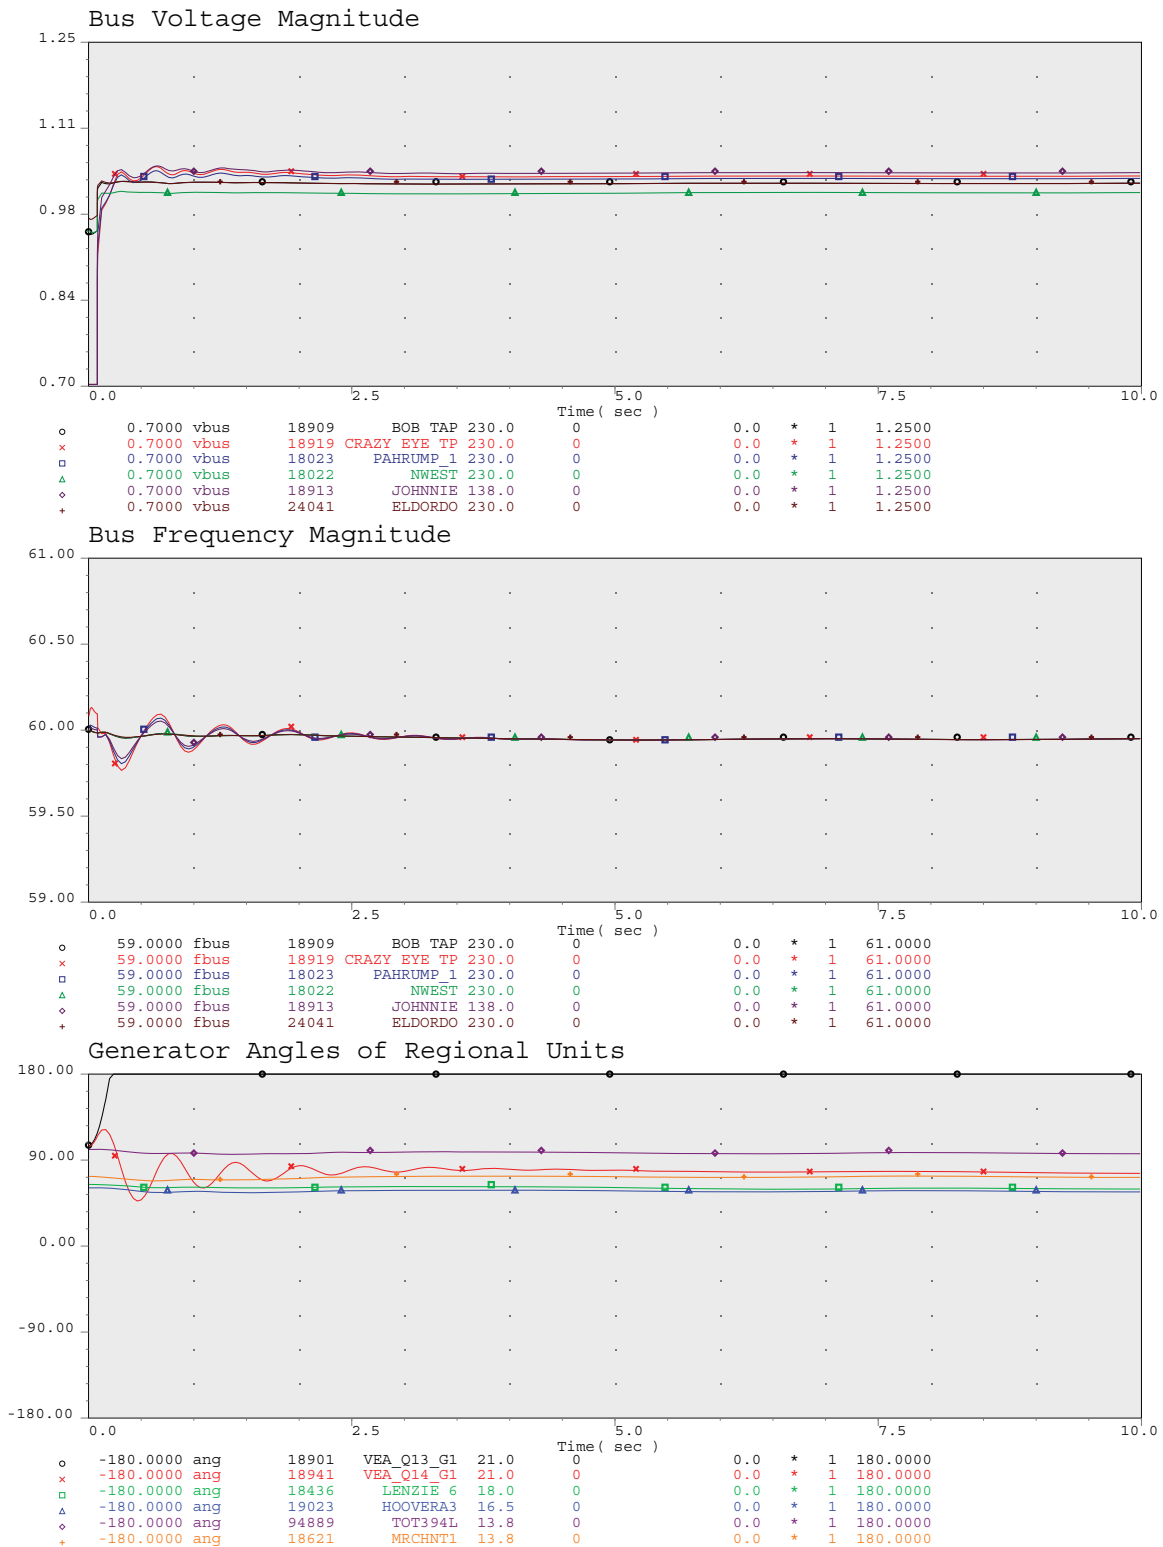 Bus Voltage Magnitude
1.25
1.11
0.98
0.84
0.70
0.0 2.5 5.0 7.5 10.0
Time( sec )
0.7000 vbus 18909 BOB TAP 230.0 0 0.0 * 1 1.2500
0.7000 vbus 18919 CRAZY EYE TP 230.0 0 0.0 * 1 1.2500
0.7000 vbus 18023 PAHRUMP_1 230.0 0 0.0 * 1 1.2500
0.7000 vbus 18022 NWEST 230.0 0 0.0 * 1 1.2500
0.7000 vbus 18913 JOHNNIE 138.0 0 0.0 * 1 1.2500
0.7000 vbus 24041 ELDORDO 230.0 0 0.0 * 1 1.2500
Bus Frequency Magnitude
61.00
60.50
60.00
59.50
59.00
0.0 2.5 5.0 7.5 10.0
Time( sec )
59.0000 fbus 18909 BOB TAP 230.0 0 0.0 * 1 61.0000
59.0000 fbus 18919 CRAZY EYE TP 230.0 0 0.0 * 1 61.0000
59.0000 fbus 18023 PAHRUMP_1 230.0 0 0.0 * 1 61.0000
59.0000 fbus 18022 NWEST 230.0 0 0.0 * 1 61.0000
59.0000 fbus 18913 JOHNNIE 138.0 0 0.0 * 1 61.0000
59.0000 fbus 24041 ELDORDO 230.0 0 0.0 * 1 61.0000
Generator Angles of Regional Units
180.00
90.00
0.00
-90.00
-180.00
0.0 2.5 5.0 7.5 10.0
Time( sec )
-180.0000 ang 18901 VEA_Q13_G1 21.0 0 0.0 * 1 180.0000
-180.0000 ang 18941 VEA_Q14_G1 21.0 0 0.0 * 1 180.0000
-180.0000 ang 18436 LENZIE 6 18.0 0 0.0 * 1 180.0000
-180.0000 ang 19023 HOOVERA3 16.5 0 0.0 * 1 180.0000
-180.0000 ang 94889 TOT394L 13.8 0 0.0 * 1 180.0000
-180.0000 ang 18621 MRCHNT1 13.8 0 0.0 * 1 180.0000